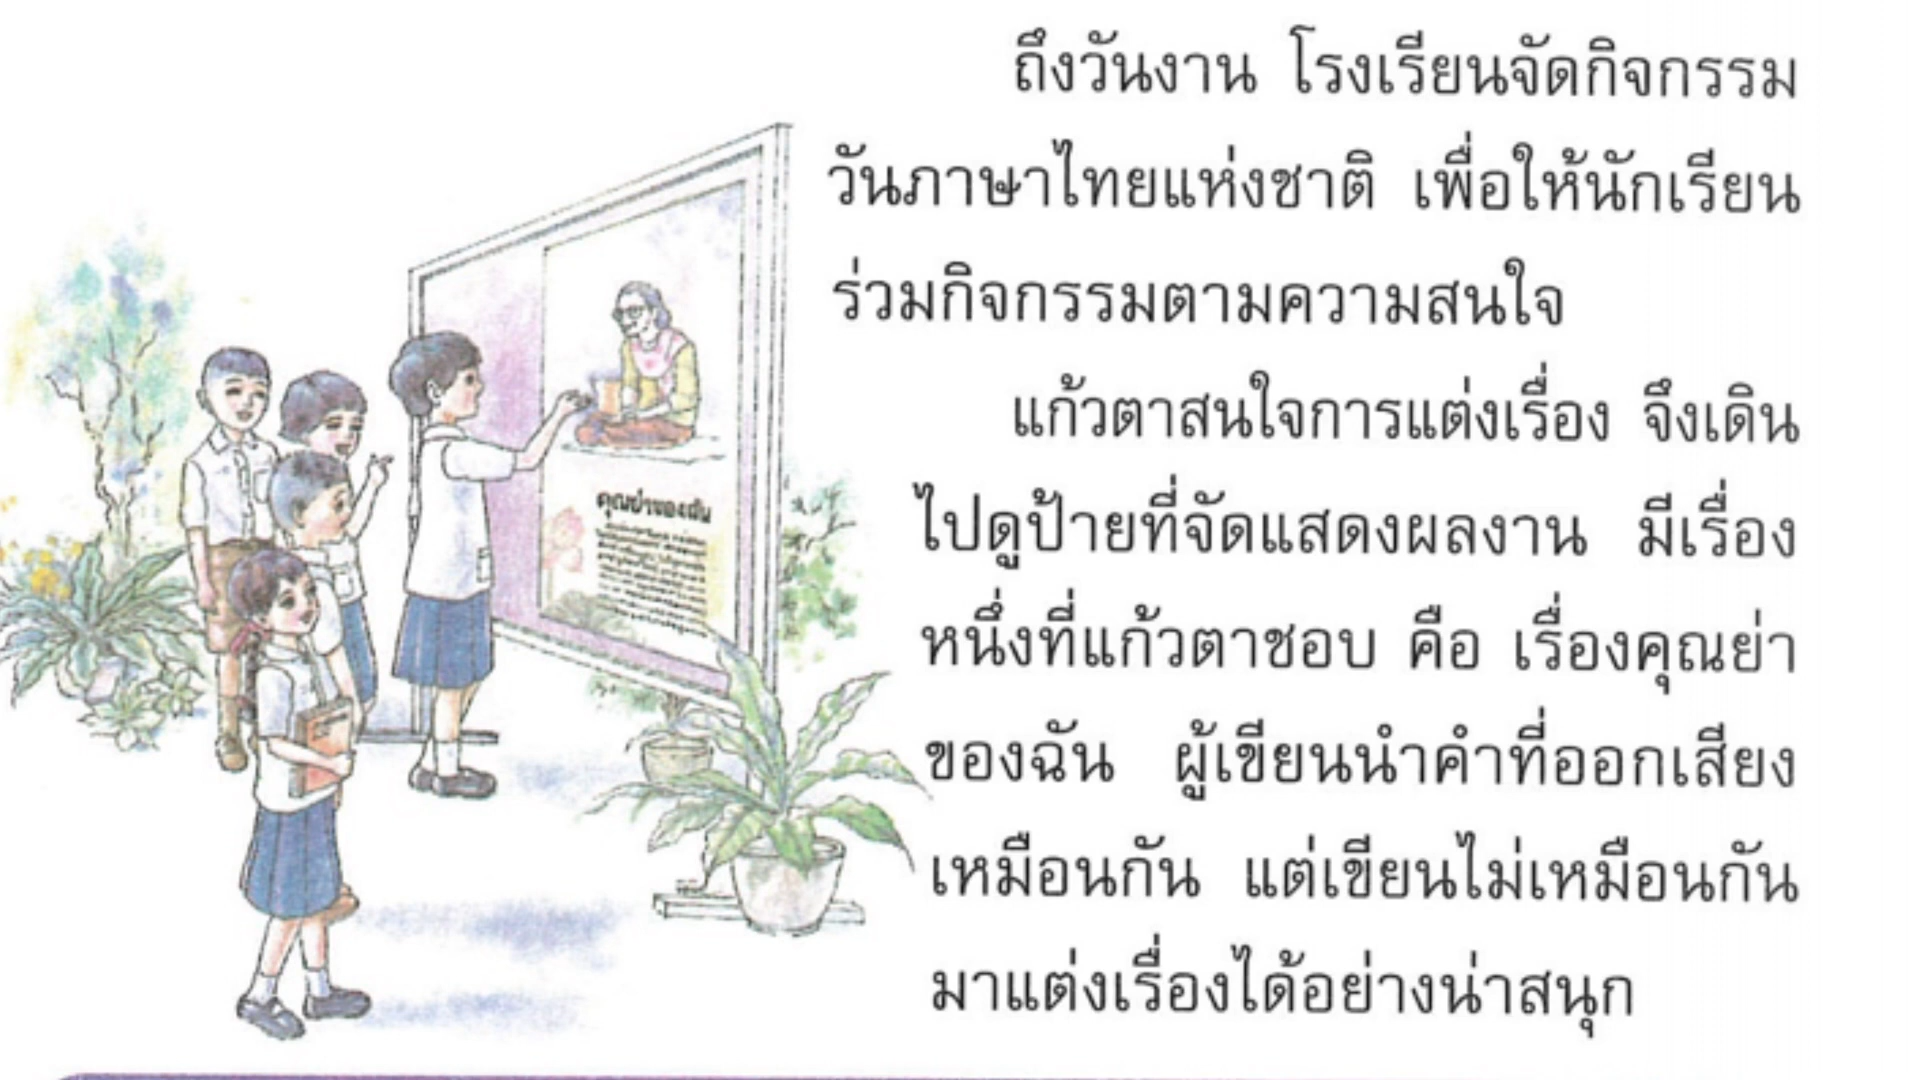 ถึงวันงาน โรงเรียนจัดกิจกรรม
วันภาษาไทยแห่งชาติ เพื่อให้นักเรียน
ร่วมกิจกรรมตามความสนใจ
แก้วตาสนใจการแต่งเรื่อง จึงเดิน
ไปดูป้ายที่จัดแสดงผลงาน มีเรื่อง
หนึ่งที่แก้วตาชอบ คือ เรื่องคุณย่า
ของฉัน ผู้เขียนนำคำที่ออกเสียง
เหมือนกัน แต่เขียนไม่เหมือนกัน
มาแต่งเรื่องได้อย่างน่าสนุก
คุณย่าของฉัน